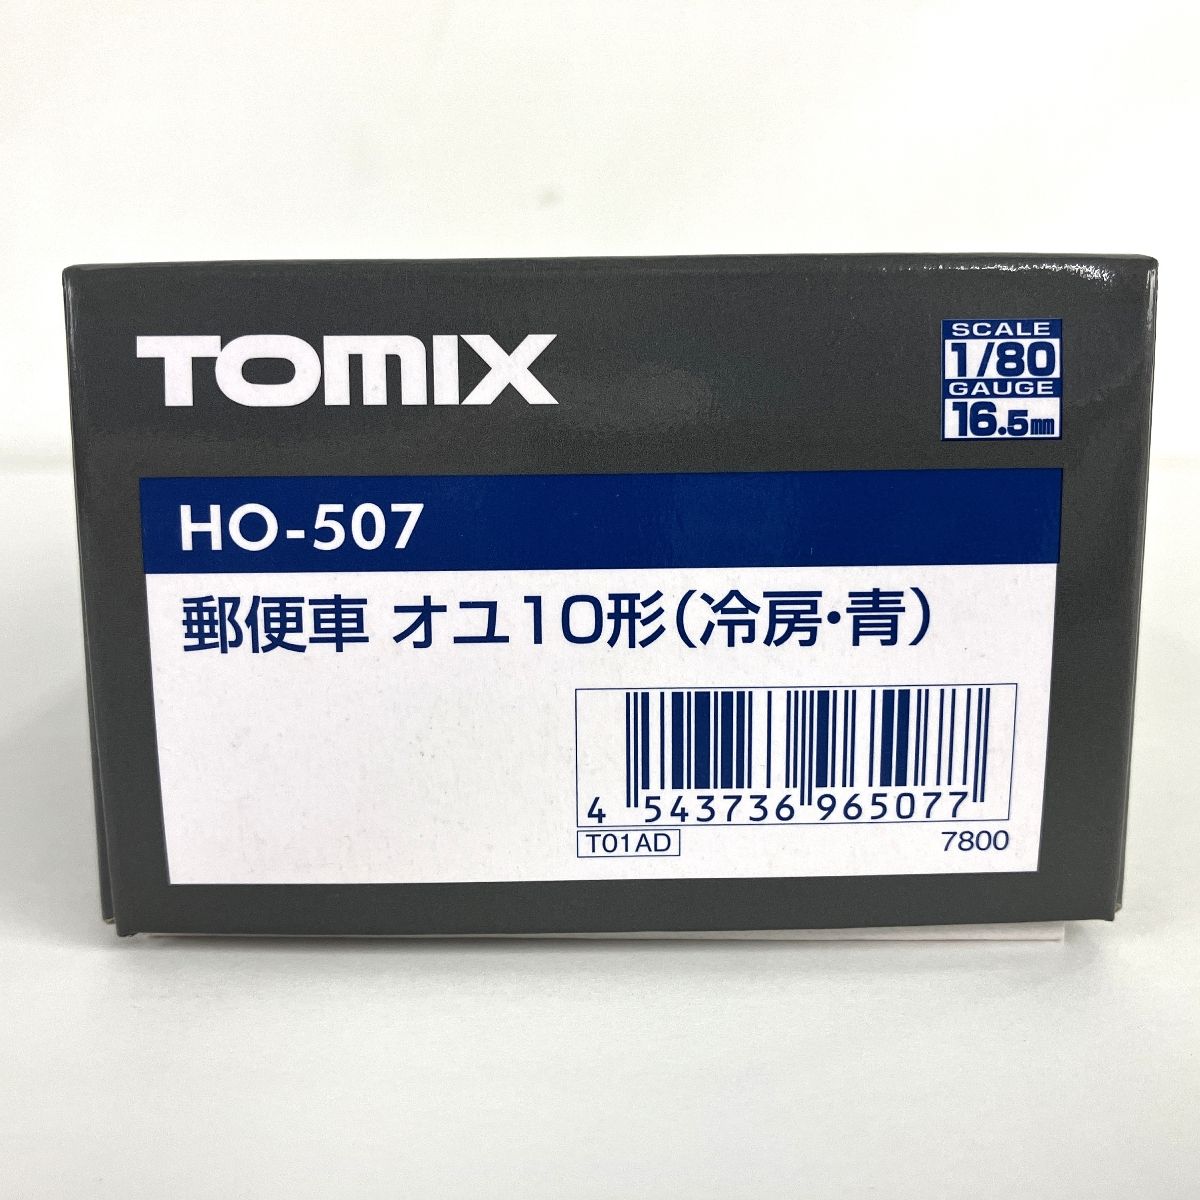 TOMIX
SCALE
1/80
GAUGE
16.5mm
HO-507
郵便車 オユ10形(冷房・青)
4 543736 965077
T01AD
7800